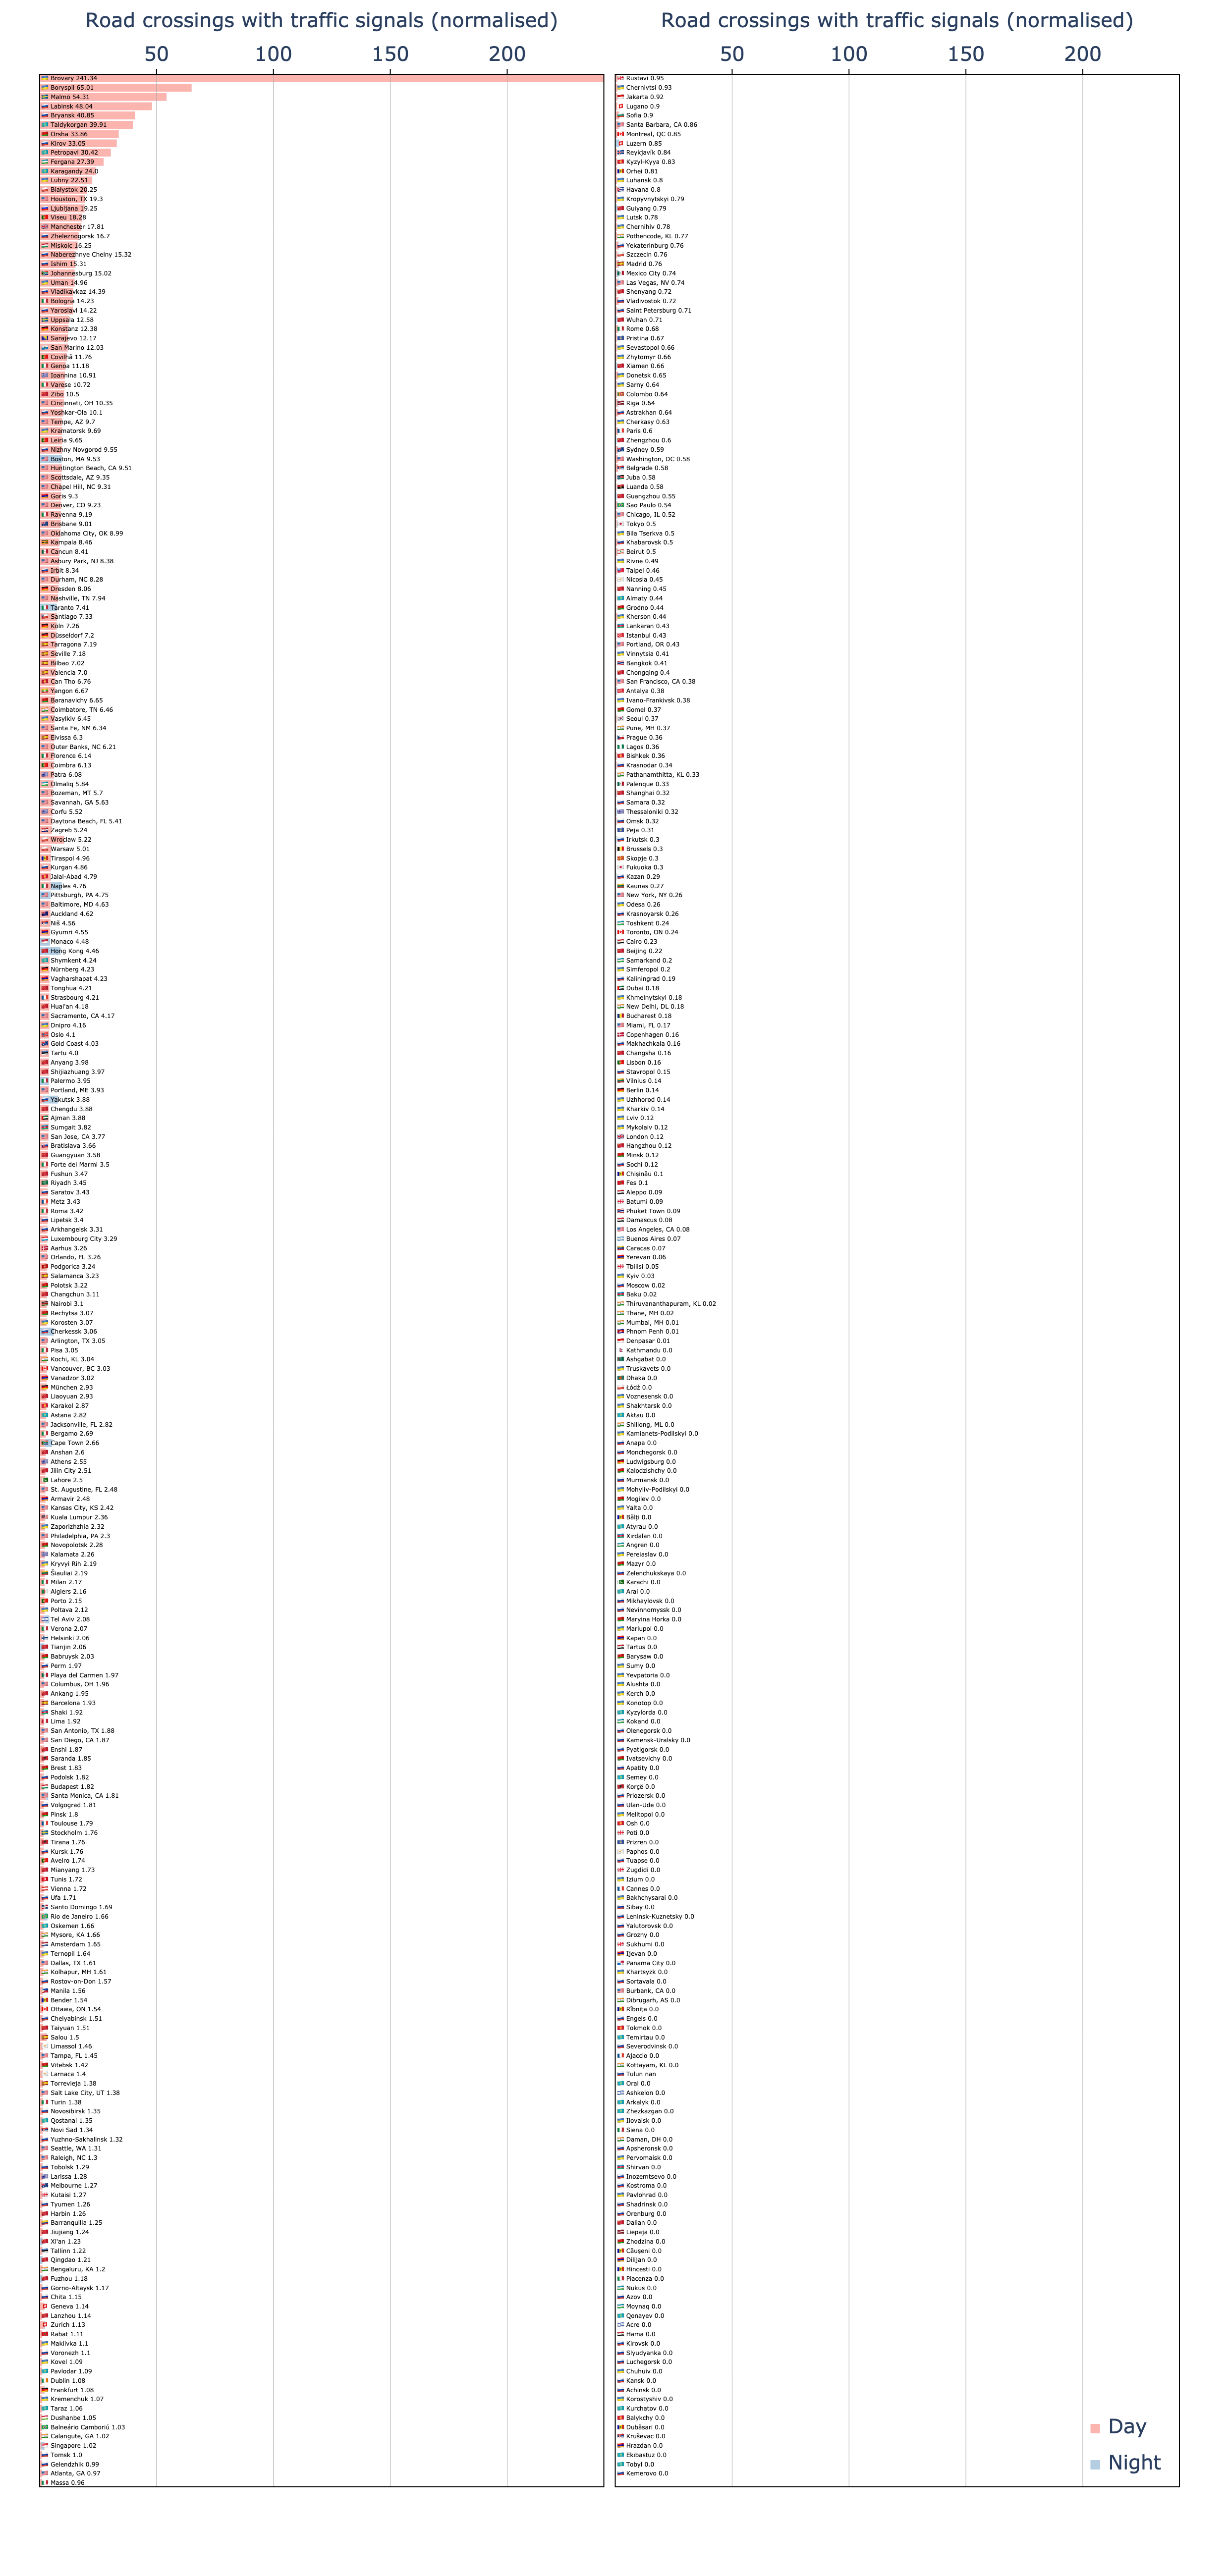 Road crossings with traffic signals (normalised)
50 100 150 200
Brovary 241.34
Boryspil 65.01
Malmö 54.31
Labinsk 48.04
Bryansk 40.85
Taldykorgan 39.91
Orsha 33.86
Kirov 33.05
Petropavl 30.42
Fergana 27.39
Karagandy 24.0
Lubny 22.51
Białystok 20.25
Houston, TX 19.3
Ljubljana 19.25
Viseu 18.28
Manchester 17.81
Zheleznogorsk 16.7
Miskolc 16.25
Naberezhnye Chelny 15.32
Ishim 15.31
Johannesburg 15.02
Uman 14.96
Vladikavkaz 14.39
Bologna 14.23
Yaroslavl 14.22
Uppsala 12.58
Konstanz 12.38
Sarajevo 12.17
San Marino 12.03
Covilhã 11.76
Genoa 11.18
Ioannina 10.91
Varese 10.72
Zibo 10.5
Cincinnati, OH 10.35
Yoshkar-Ola 10.1
Tempe, AZ 9.7
Kramatorsk 9.69
Leiria 9.65
Nizhny Novgorod 9.55
Boston, MA 9.53
Huntington Beach, CA 9.51
Scottsdale, AZ 9.35
Chapel Hill, NC 9.31
Goris 9.3
Denver, CO 9.23
Ravenna 9.19
Brisbane 9.01
Oklahoma City, OK 8.99
Kampala 8.46
Cancun 8.41
Asbury Park, NJ 8.38
Irbit 8.34
Durham, NC 8.28
Dresden 8.06
Nashville, TN 7.94
Taranto 7.41
Santiago 7.33
Köln 7.26
Düsseldorf 7.2
Tarragona 7.19
Seville 7.18
Bilbao 7.02
Valencia 7.0
Can Tho 6.76
Yangon 6.67
Baranavichy 6.65
Coimbatore, TN 6.46
Vasylkiv 6.45
Santa Fe, NM 6.34
Eivissa 6.3
Outer Banks, NC 6.21
Florence 6.14
Coimbra 6.13
Patra 6.08
Olmaliq 5.84
Bozeman, MT 5.7
Savannah, GA 5.63
Corfu 5.52
Daytona Beach, FL 5.41
Zagreb 5.24
Wroclaw 5.22
Warsaw 5.01
Tiraspol 4.96
Kurgan 4.86
Jalal-Abad 4.79
Naples 4.76
Pittsburgh, PA 4.75
Baltimore, MD 4.63
Auckland 4.62
Niš 4.56
Gyumri 4.55
Monaco 4.48
Hong Kong 4.46
Shymkent 4.24
Nürnberg 4.23
Vagharshapat 4.23
Tonghua 4.21
Strasbourg 4.21
Huai'an 4.18
Sacramento, CA 4.17
Dnipro 4.16
Oslo 4.1
Gold Coast 4.03
Tartu 4.0
Anyang 3.98
Shijiazhuang 3.97
Palermo 3.95
Portland, ME 3.93
Yakutsk 3.88
Chengdu 3.88
Ajman 3.88
Sumgait 3.82
San Jose, CA 3.77
Bratislava 3.66
Guangyuan 3.58
Forte dei Marmi 3.5
Fushun 3.47
Riyadh 3.45
Saratov 3.43
Metz 3.43
Roma 3.42
Lipetsk 3.4
Arkhangelsk 3.31
Luxembourg City 3.29
Aarhus 3.26
Orlando, FL 3.26
Podgorica 3.24
Salamanca 3.23
Polotsk 3.22
Changchun 3.11
Nairobi 3.1
Rechytsa 3.07
Korosten 3.07
Cherkessk 3.06
Arlington, TX 3.05
Pisa 3.05
Kochi, KL 3.04
Vancouver, BC 3.03
Vanadzor 3.02
München 2.93
Liaoyuan 2.93
Karakol 2.87
Astana 2.82
Jacksonville, FL 2.82
Bergamo 2.69
Cape Town 2.66
Anshan 2.6
Athens 2.55
Jilin City 2.51
Lahore 2.5
St. Augustine, FL 2.48
Armavir 2.48
Kansas City, KS 2.42
Kuala Lumpur 2.36
Zaporizhzhia 2.32
Philadelphia, PA 2.3
Novopolotsk 2.28
Kalamata 2.26
Kryvyi Rih 2.19
Šiauliai 2.19
Milan 2.17
Algiers 2.16
Porto 2.15
Poltava 2.12
Tel Aviv 2.08
Verona 2.07
Helsinki 2.06
Tianjin 2.06
Babruysk 2.03
Perm 1.97
Playa del Carmen 1.97
Columbus, OH 1.96
Ankang 1.95
Barcelona 1.93
Shaki 1.92
Lima 1.92
San Antonio, TX 1.88
San Diego, CA 1.87
Enshi 1.87
Saranda 1.85
Brest 1.83
Podolsk 1.82
Budapest 1.82
Santa Monica, CA 1.81
Volgograd 1.81
Pinsk 1.8
Toulouse 1.79
Stockholm 1.76
Tirana 1.76
Kursk 1.76
Aveiro 1.74
Mianyang 1.73
Tunis 1.72
Vienna 1.72
Ufa 1.71
Santo Domingo 1.69
Rio de Janeiro 1.66
Oskemen 1.66
Mysore, KA 1.66
Amsterdam 1.65
Ternopil 1.64
Dallas, TX 1.61
Kolhapur, MH 1.61
Rostov-on-Don 1.57
Manila 1.56
Bender 1.54
Ottawa, ON 1.54
Chelyabinsk 1.51
Taiyuan 1.51
Salou 1.5
Limassol 1.46
Tampa, FL 1.45
Vitebsk 1.42
Larnaca 1.4
Torrevieja 1.38
Salt Lake City, UT 1.38
Turin 1.38
Novosibirsk 1.35
Qostanai 1.35
Novi Sad 1.34
Yuzhno-Sakhalinsk 1.32
Seattle, WA 1.31
Raleigh, NC 1.3
Tobolsk 1.29
Larissa 1.28
Melbourne 1.27
Kutaisi 1.27
Tyumen 1.26
Harbin 1.26
Barranquilla 1.25
Jiujiang 1.24
Xi'an 1.23
Tallinn 1.22
Qingdao 1.21
Bengaluru, KA 1.2
Fuzhou 1.18
Gorno-Altaysk 1.17
Chita 1.15
Geneva 1.14
Lanzhou 1.14
Zurich 1.13
Rabat 1.11
Makiivka 1.1
Voronezh 1.1
Kovel 1.09
Pavlodar 1.09
Dublin 1.08
Frankfurt 1.08
Kremenchuk 1.07
Taraz 1.06
Dushanbe 1.05
Balneário Camboriú 1.03
Calangute, GA 1.02
Singapore 1.02
Tomsk 1.0
Gelendzhik 0.99
Atlanta, GA 0.97
Massa 0.96
Road crossings with traffic signals (normalised)
50 100 150 200
Rustavi 0.95
Chernivtsi 0.93
Jakarta 0.92
Lugano 0.9
Sofia 0.9
Santa Barbara, CA 0.86
Montreal, QC 0.85
Luzern 0.85
Reykjavík 0.84
Kyzyl-Kyya 0.83
Orhei 0.81
Luhansk 0.8
Havana 0.8
Kropyvnytskyi 0.79
Guiyang 0.79
Lutsk 0.78
Chernihiv 0.78
Pothencode, KL 0.77
Yekaterinburg 0.76
Szczecin 0.76
Madrid 0.76
Mexico City 0.74
Las Vegas, NV 0.74
Shenyang 0.72
Vladivostok 0.72
Saint Petersburg 0.71
Wuhan 0.71
Rome 0.68
Pristina 0.67
Sevastopol 0.66
Zhytomyr 0.66
Xiamen 0.66
Donetsk 0.65
Sarny 0.64
Colombo 0.64
Riga 0.64
Astrakhan 0.64
Cherkasy 0.63
Paris 0.6
Zhengzhou 0.6
Sydney 0.59
Washington, DC 0.58
Belgrade 0.58
Juba 0.58
Luanda 0.58
Guangzhou 0.55
Sao Paulo 0.54
Chicago, IL 0.52
Tokyo 0.5
Bila Tserkva 0.5
Khabarovsk 0.5
Beirut 0.5
Rivne 0.49
Taipei 0.46
Nicosia 0.45
Nanning 0.45
Almaty 0.44
Grodno 0.44
Kherson 0.44
Lankaran 0.43
Istanbul 0.43
Portland, OR 0.43
Vinnytsia 0.41
Bangkok 0.41
Chongqing 0.4
San Francisco, CA 0.38
Antalya 0.38
Ivano-Frankivsk 0.38
Gomel 0.37
Seoul 0.37
Pune, MH 0.37
Prague 0.36
Lagos 0.36
Bishkek 0.36
Krasnodar 0.34
Pathanamthitta, KL 0.33
Palenque 0.33
Shanghai 0.32
Samara 0.32
Thessaloniki 0.32
Omsk 0.32
Peja 0.31
Irkutsk 0.3
Brussels 0.3
Skopje 0.3
Fukuoka 0.3
Kazan 0.29
Kaunas 0.27
New York, NY 0.26
Odesa 0.26
Krasnoyarsk 0.26
Toshkent 0.24
Toronto, ON 0.24
Cairo 0.23
Beijing 0.22
Samarkand 0.2
Simferopol 0.2
Kaliningrad 0.19
Dubai 0.18
Khmelnytskyi 0.18
New Delhi, DL 0.18
Bucharest 0.18
Miami, FL 0.17
Copenhagen 0.16
Makhachkala 0.16
Changsha 0.16
Lisbon 0.16
Stavropol 0.15
Vilnius 0.14
Berlin 0.14
Uzhhorod 0.14
Kharkiv 0.14
Lviv 0.12
Mykolaiv 0.12
London 0.12
Hangzhou 0.12
Minsk 0.12
Sochi 0.12
Chișinău 0.1
Fes 0.1
Aleppo 0.09
Batumi 0.09
Phuket Town 0.09
Damascus 0.08
Los Angeles, CA 0.08
Buenos Aires 0.07
Caracas 0.07
Yerevan 0.06
Tbilisi 0.05
Kyiv 0.03
Moscow 0.02
Baku 0.02
Thiruvananthapuram, KL 0.02
Thane, MH 0.02
Mumbai, MH 0.01
Phnom Penh 0.01
Denpasar 0.01
Kathmandu 0.0
Ashgabat 0.0
Truskavets 0.0
Dhaka 0.0
Łódź 0.0
Voznesensk 0.0
Shakhtarsk 0.0
Aktau 0.0
Shillong, ML 0.0
Kamianets-Podilskyi 0.0
Anapa 0.0
Monchegorsk 0.0
Ludwigsburg 0.0
Kalodzishchy 0.0
Murmansk 0.0
Mohyliv-Podilskyi 0.0
Mogilev 0.0
Yalta 0.0
Bălți 0.0
Atyrau 0.0
Xırdalan 0.0
Angren 0.0
Pereiaslav 0.0
Mazyr 0.0
Zelenchukskaya 0.0
Karachi 0.0
Aral 0.0
Mikhaylovsk 0.0
Nevinnomyssk 0.0
Maryina Horka 0.0
Mariupol 0.0
Kapan 0.0
Tartus 0.0
Barysaw 0.0
Sumy 0.0
Yevpatoria 0.0
Alushta 0.0
Kerch 0.0
Konotop 0.0
Kyzylorda 0.0
Kokand 0.0
Olenegorsk 0.0
Kamensk-Uralsky 0.0
Pyatigorsk 0.0
Ivatsevichy 0.0
Apatity 0.0
Semey 0.0
Korçë 0.0
Priozersk 0.0
Ulan-Ude 0.0
Melitopol 0.0
Osh 0.0
Poti 0.0
Prizren 0.0
Paphos 0.0
Tuapse 0.0
Zugdidi 0.0
Izium 0.0
Cannes 0.0
Bakhchysarai 0.0
Sibay 0.0
Leninsk-Kuznetsky 0.0
Yalutorovsk 0.0
Grozny 0.0
Sukhumi 0.0
Ijevan 0.0
Panama City 0.0
Khartsyzk 0.0
Sortavala 0.0
Burbank, CA 0.0
Dibrugarh, AS 0.0
Rîbnița 0.0
Engels 0.0
Tokmok 0.0
Temirtau 0.0
Severodvinsk 0.0
Ajaccio 0.0
Kottayam, KL 0.0
Tulun nan
Oral 0.0
Ashkelon 0.0
Arkalyk 0.0
Zhezkazgan 0.0
Ilovaisk 0.0
Siena 0.0
Daman, DH 0.0
Apsheronsk 0.0
Pervomaisk 0.0
Shirvan 0.0
Inozemtsevo 0.0
Kostroma 0.0
Pavlohrad 0.0
Shadrinsk 0.0
Orenburg 0.0
Dalian 0.0
Liepaja 0.0
Zhodzina 0.0
Căușeni 0.0
Dilijan 0.0
Hincesti 0.0
Piacenza 0.0
Nukus 0.0
Azov 0.0
Moynaq 0.0
Qonayev 0.0
Acre 0.0
Hama 0.0
Kirovsk 0.0
Slyudyanka 0.0
Luchegorsk 0.0
Chuhuiv 0.0
Kansk 0.0
Achinsk 0.0
Korostyshiv 0.0
Kurchatov 0.0
Balykchy 0.0
Dubăsari 0.0
Kruševac 0.0
Hrazdan 0.0
Ekıbastuz 0.0
Tobyl 0.0
Kemerovo 0.0
Day
Night